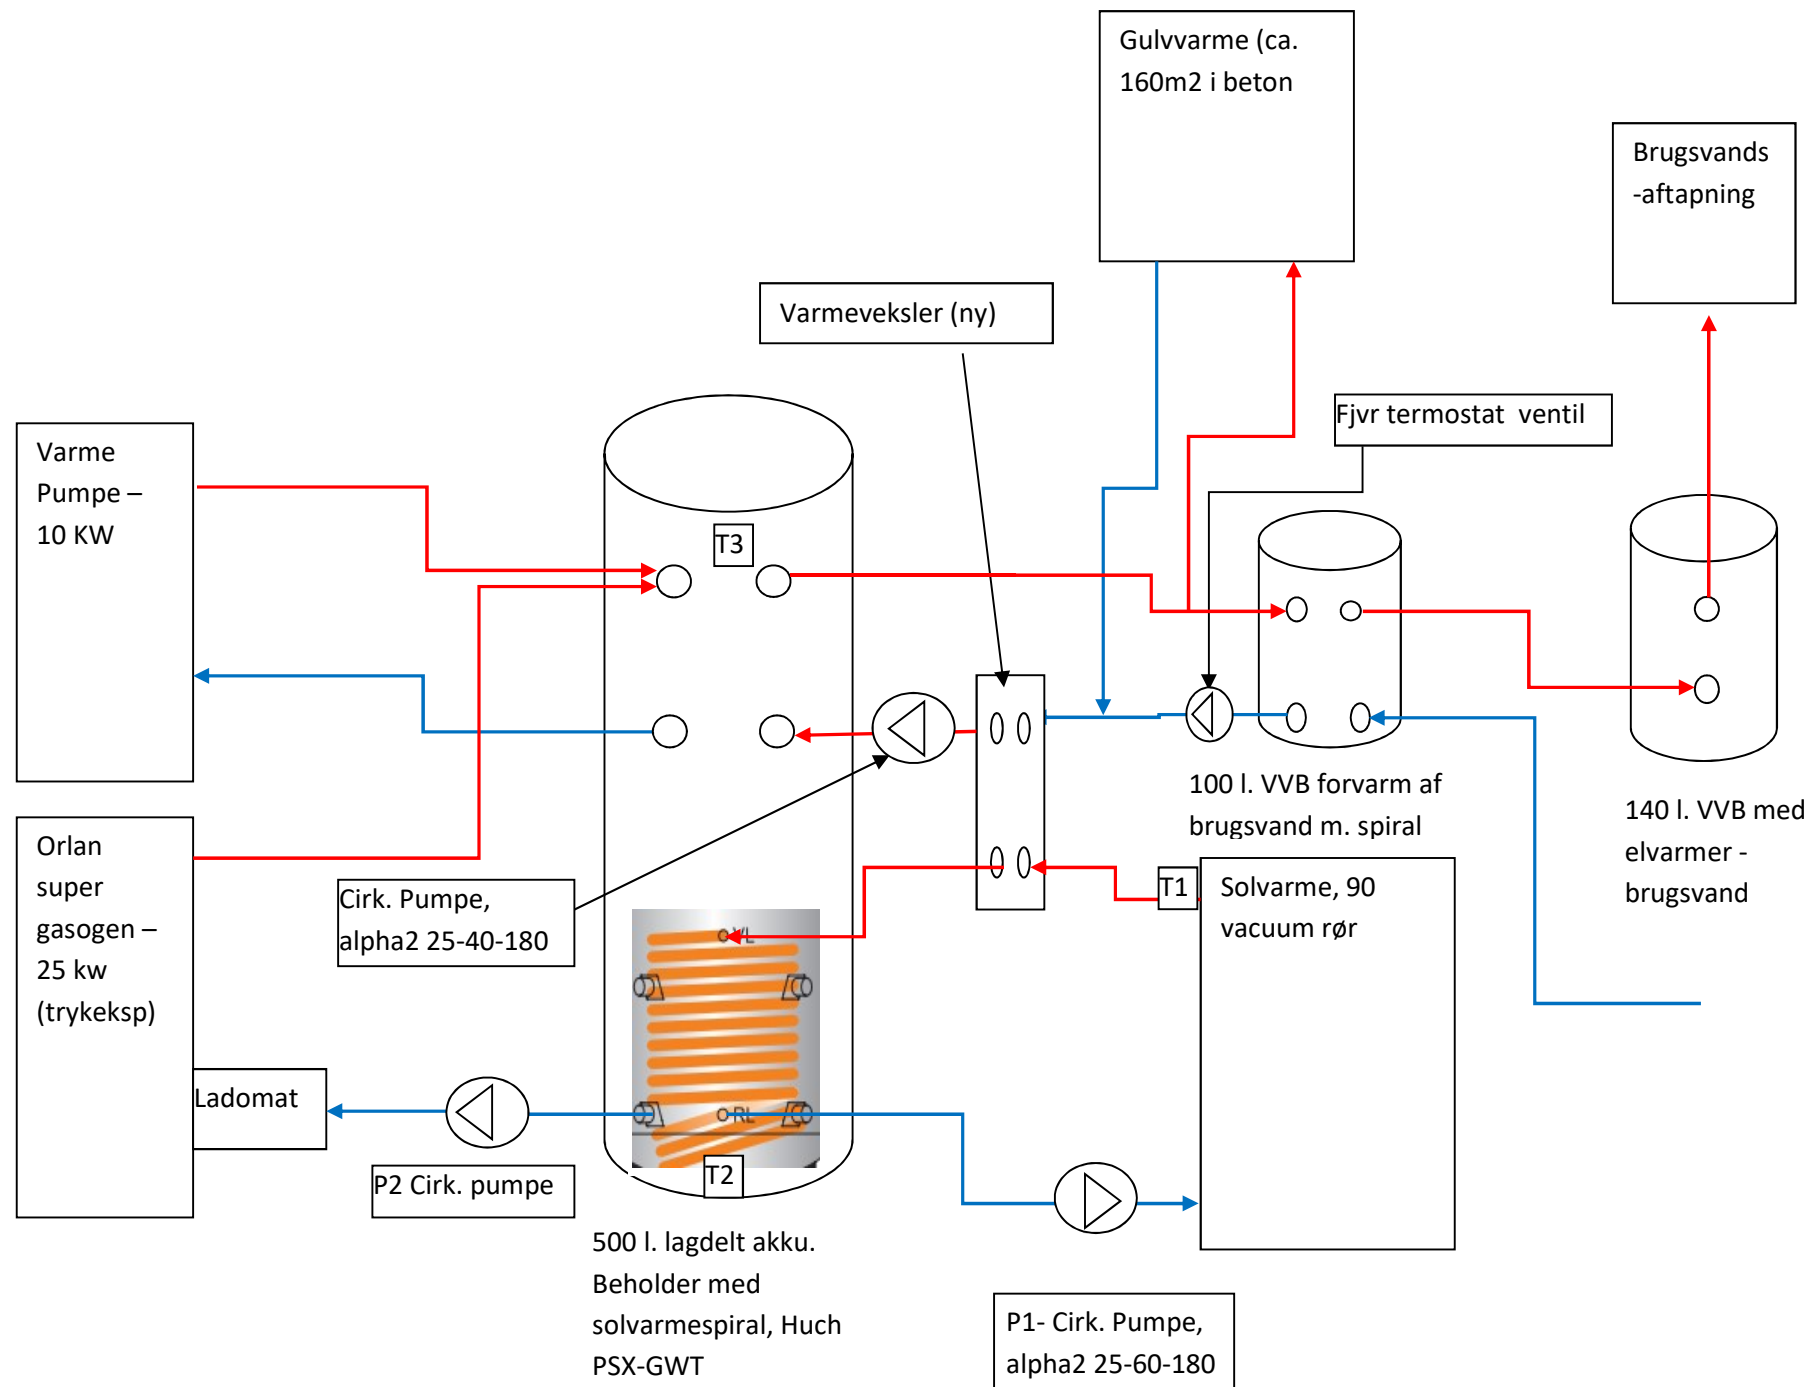 Gulvvarme (ca.
160m2 i beton
Brugsvands
-aftapning
Varmeveksler (ny)
Fjvr termostat  ventil
Varme
Pumpe –
10 KW
T3
100 l. VVB forvarm af
brugsvand m. spiral
140 l. VVB med
elvarmer -
brugsvand
Orlan
super
gasogen –
25 kw
(trykeksp)
Cirk. Pumpe,
alpha2 25-40-180
T1
Solvarme, 90
vacuum rør
VL
Ladomat
RL
P2 Cirk. pumpe
T2
500 l. lagdelt akku.
Beholder med
solvarmespiral, Huch
PSX-GWT
P1- Cirk. Pumpe,
alpha2 25-60-180